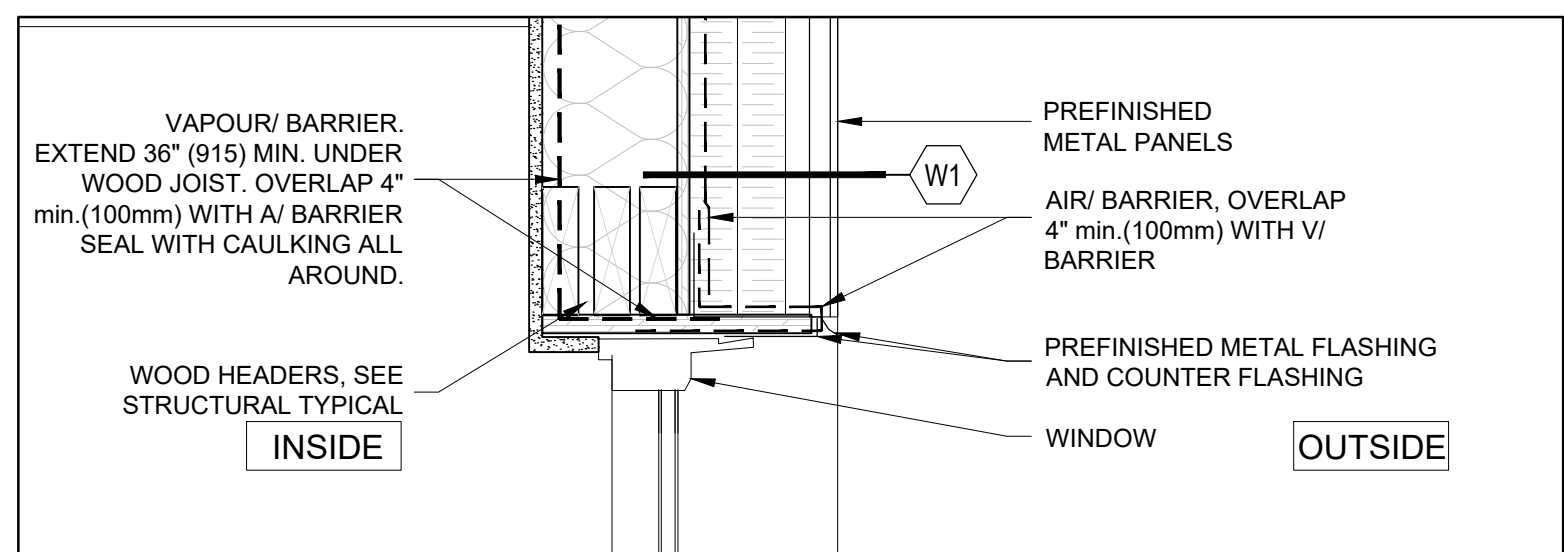 VAPOUR/ BARRIER.
EXTEND 36" (915) MIN. UNDER
WOOD JOIST. OVERLAP 4"
min.(100mm) WITH A/ BARRIER
SEAL WITH CAULKING ALL
AROUND.
WOOD HEADERS, SEE
STRUCTURAL TYPICAL
INSIDE
PREFINISHED
METAL PANELS
W1
AIR/ BARRIER, OVERLAP
4" min.(100mm) WITH V/
BARRIER
PREFINISHED METAL FLASHING
AND COUNTER FLASHING
WINDOW
OUTSIDE